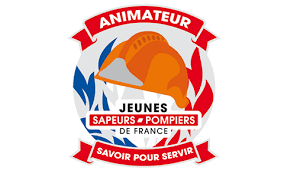 ANIMATEUR
JEUNES
SAPEURS-POMPIERS
DE FRANCE
SAVOIR POUR SERVIR